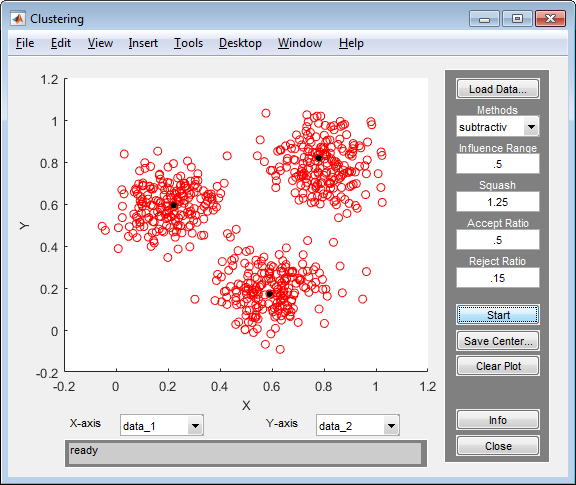 Clustering
File Edit View Insert Tools Desktop Window Help
1.2
1
0.8
0.6
0.4
0.2
0
-0.2
Y
-0.2 0 0.2 0.4 0.6 0.8 1 1.2
X
X-axis data_1 Y-axis data_2
ready
Load Data...
Methods
subtractiv
Influence Range
.5
Squash
1.25
Accept Ratio
.5
Reject Ratio
.15
Start
Save Center...
Clear Plot
Info
Close